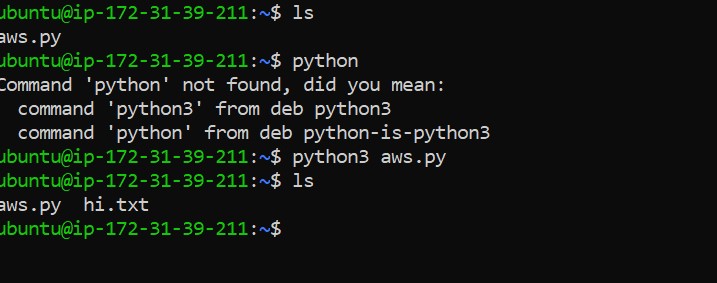 ubuntu@ip-172-31-39-211:~$ ls
aws.py
ubuntu@ip-172-31-39-211:~$ python
Command 'python' not found, did you mean:
  command 'python3' from deb python3
  command 'python' from deb python-is-python3
ubuntu@ip-172-31-39-211:~$ python3 aws.py
ubuntu@ip-172-31-39-211:~$ ls
aws.py  hi.txt
ubuntu@ip-172-31-39-211:~$